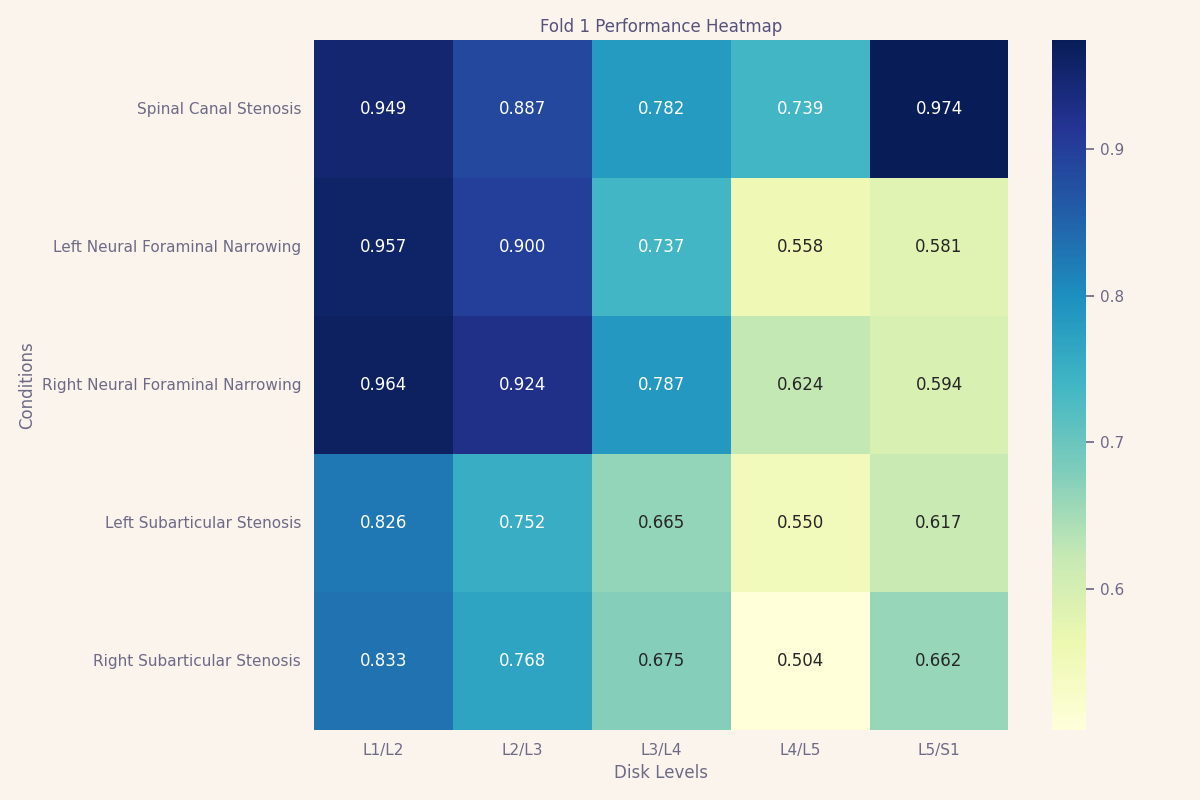 Fold 1 Performance Heatmap
Spinal Canal Stenosis 0.949 0.887 0.782 0.739 0.974
Left Neural Foraminal Narrowing 0.957 0.900 0.737 0.558 0.581
Right Neural Foraminal Narrowing 0.964 0.924 0.787 0.624 0.594
Left Subarticular Stenosis 0.826 0.752 0.665 0.550 0.617
Right Subarticular Stenosis 0.833 0.768 0.675 0.504 0.662
L1/L2 L2/L3 L3/L4 L4/L5 L5/S1
Disk Levels
Conditions
0.9
0.8
0.7
0.6